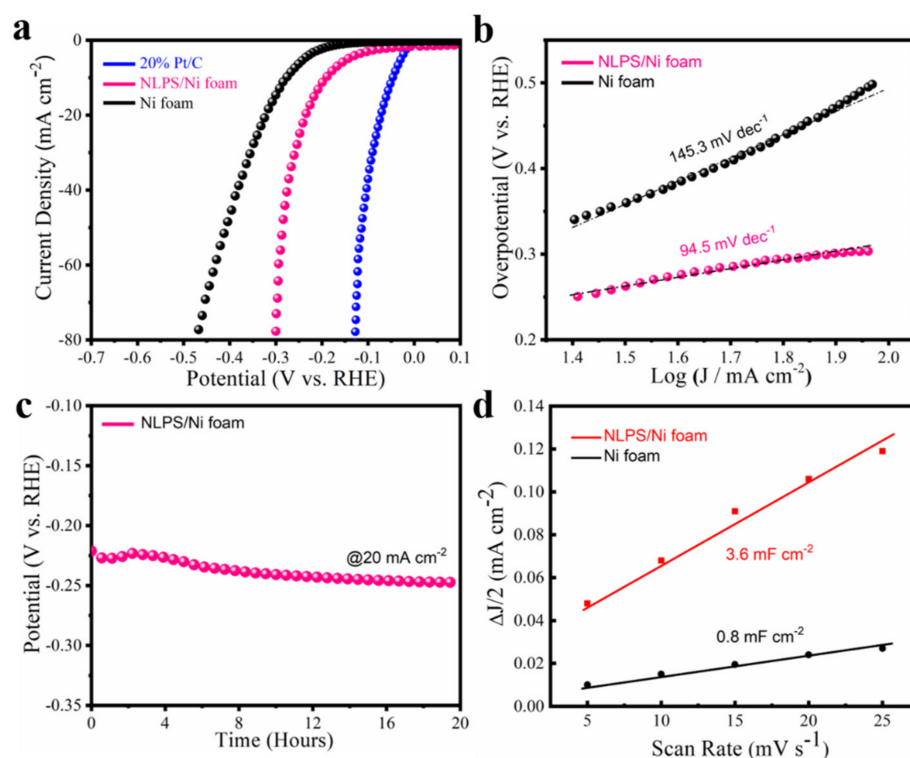 a
Current Density (mA cm⁻²)
0
-20
-40
-60
-80
20% Pt/C
NLPS/Ni foam
Ni foam
-0.7 -0.6 -0.5 -0.4 -0.3 -0.2 -0.1 0.0 0.1
Potential (V vs. RHE)
b
Overpotential (V vs. RHE)
NLPS/Ni foam
Ni foam
0.5
0.4
0.3
0.2
145.3 mV dec⁻¹
94.5 mV dec⁻¹
1.4 1.5 1.6 1.7 1.8 1.9 2.0
Log (J / mA cm⁻²)
c
Potential (V vs. RHE)
-0.10
-0.15
-0.20
-0.25
-0.30
-0.35
NLPS/Ni foam
@20 mA cm⁻²
0 4 8 12 16 20
Time (Hours)
d
ΔJ/2 (mA cm⁻²)
0.14
0.12
0.10
0.08
0.06
0.04
0.02
0.00
NLPS/Ni foam
Ni foam
3.6 mF cm⁻²
0.8 mF cm⁻²
5 10 15 20 25
Scan Rate (mV s⁻¹)